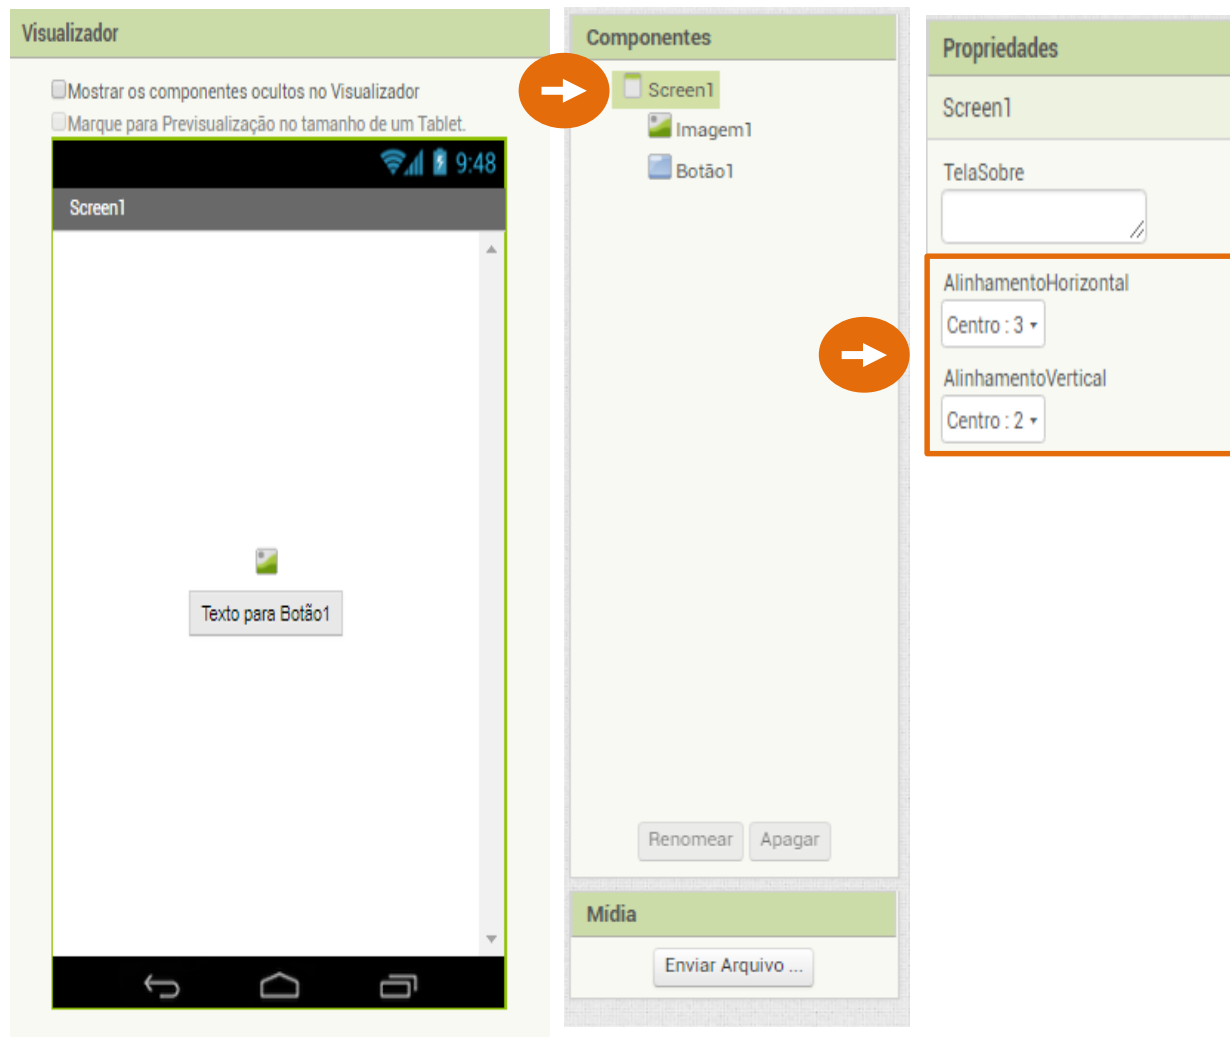 Visualizador
Mostrar os componentes ocultos no Visualizador
Marque para Previsualização no tamanho de um Tablet.
9:48
Screen1
Texto para Botão1
Componentes
Screen1
Imagem1
Botão1
Renomear
Apagar
Mídia
Enviar Arquivo ...
Propriedades
Screen1
TelaSobre
AlinhamentoHorizontal
Centro : 3
AlinhamentoVertical
Centro : 2